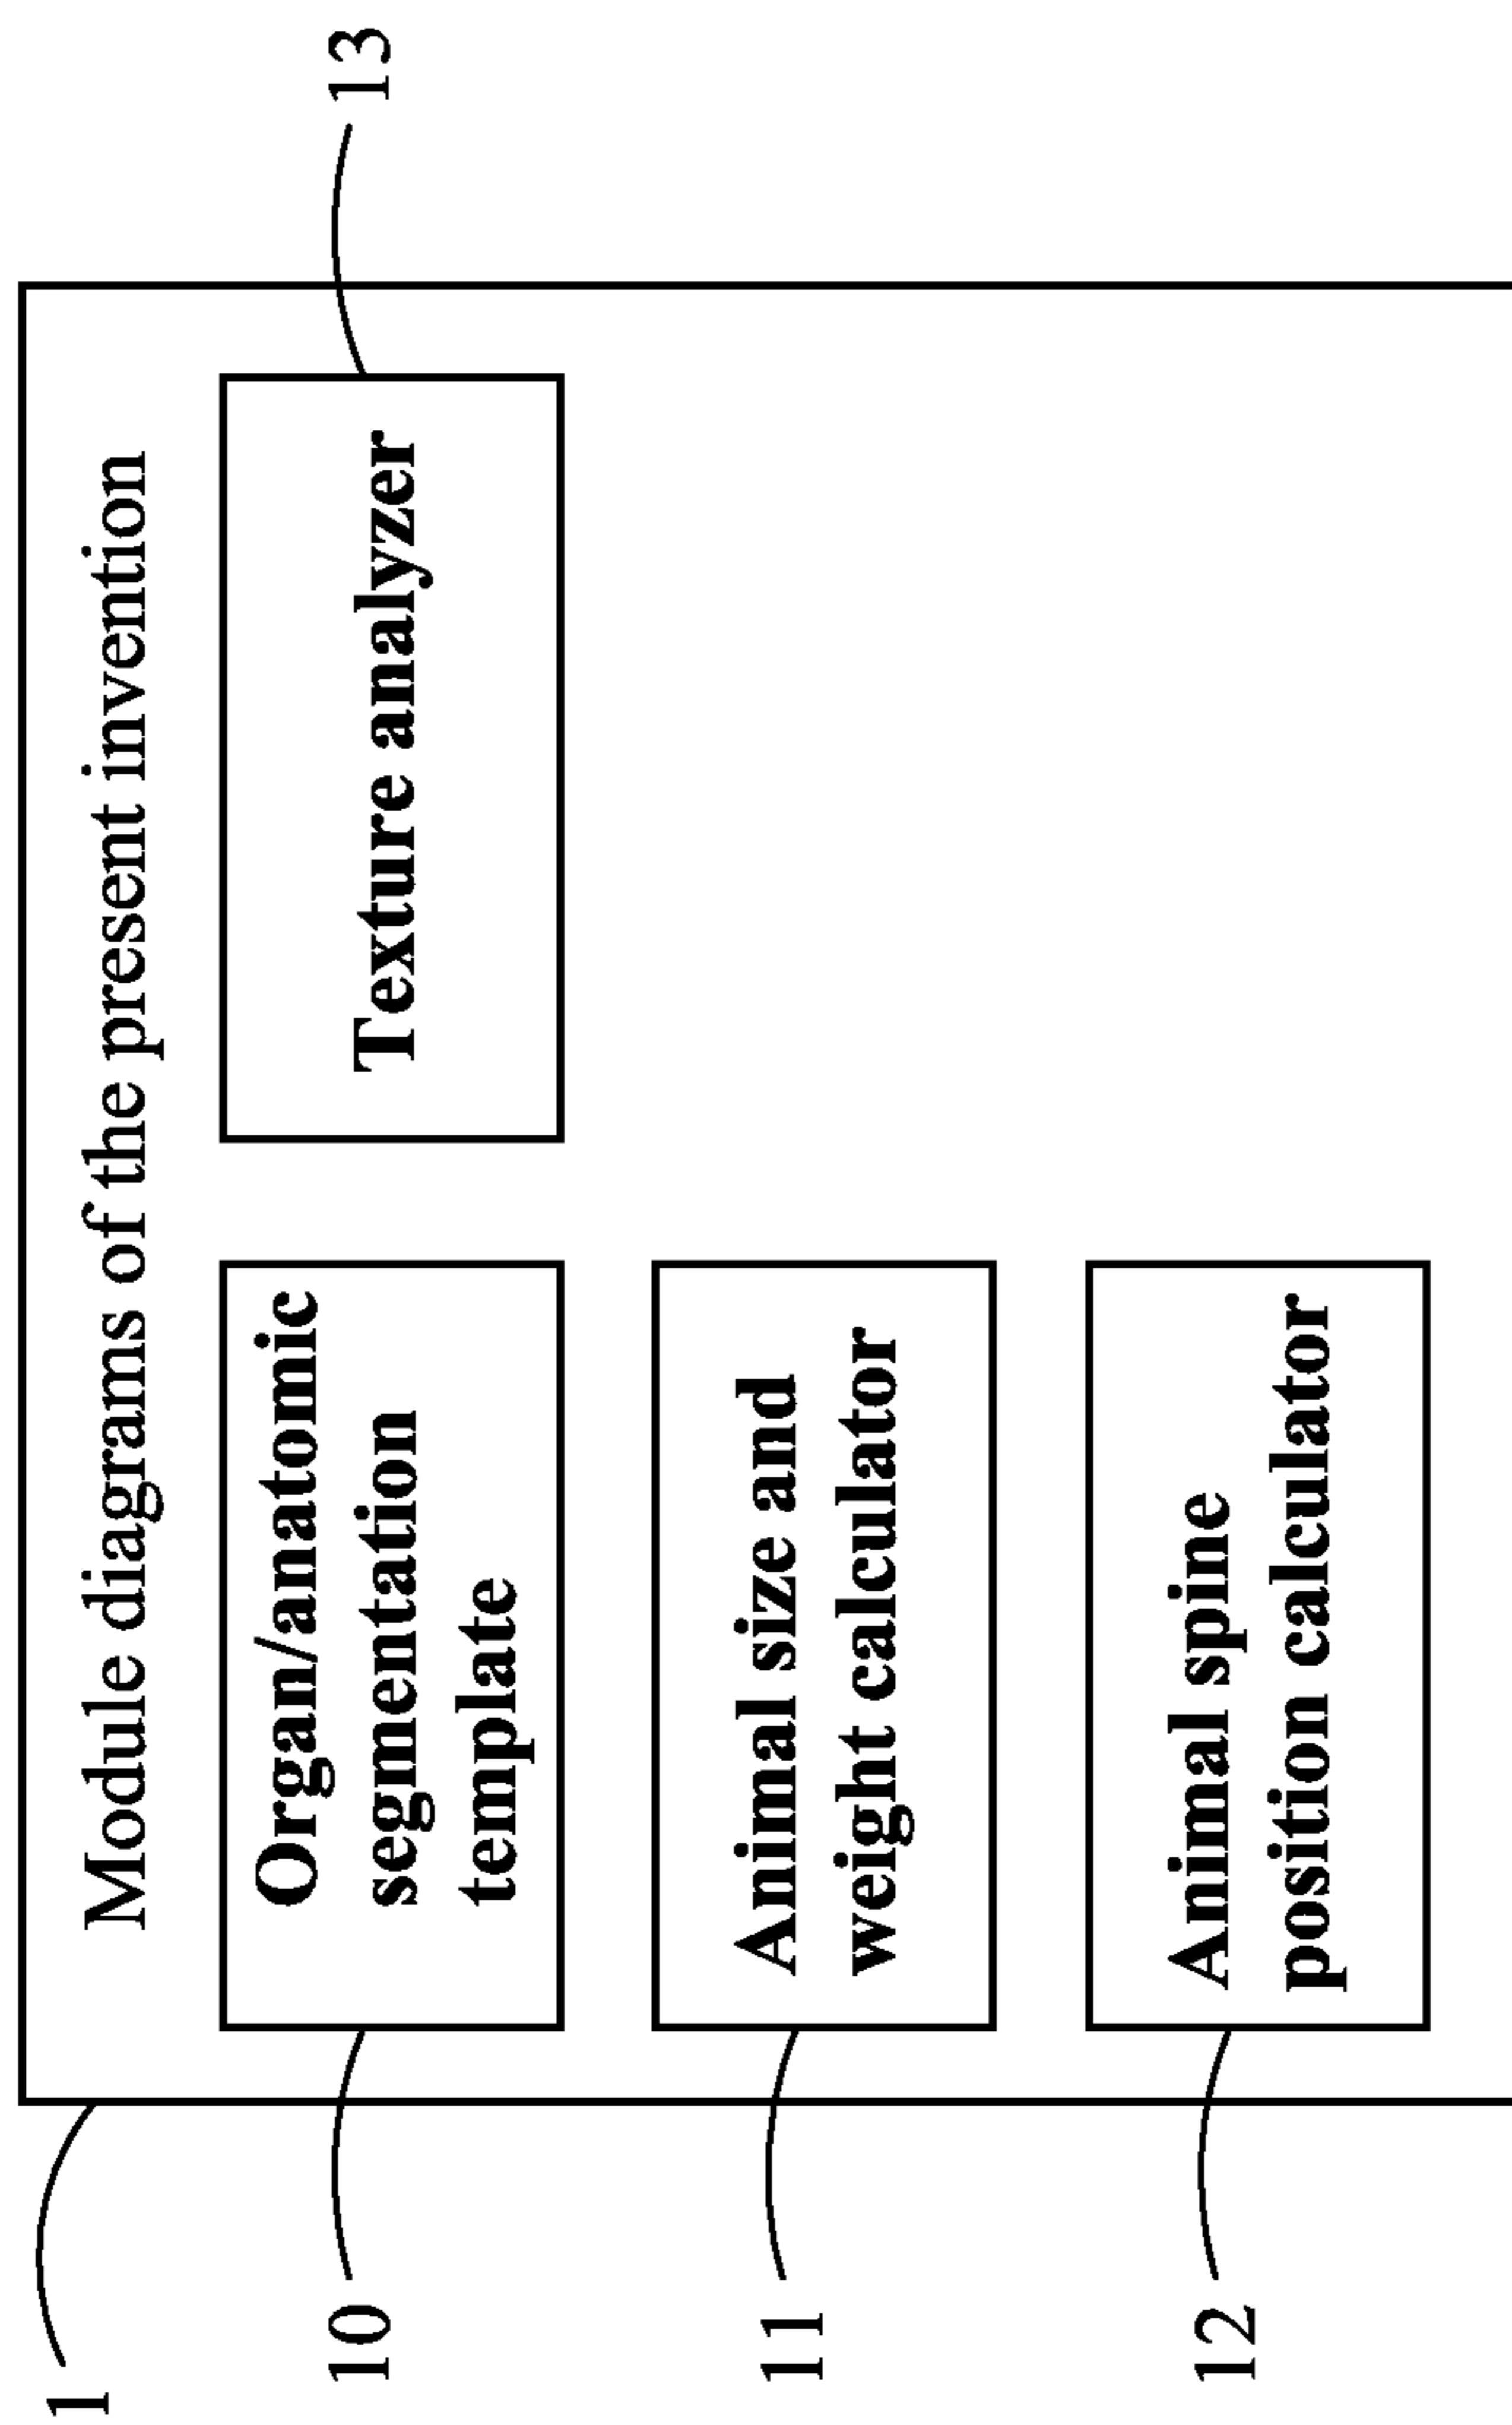 1
Module diagrams of the present invention
10
Organ/anatomic
segmentation
template
Texture analyzer
13
11
Animal size and
weight calculator
12
Animal spine
position calculator